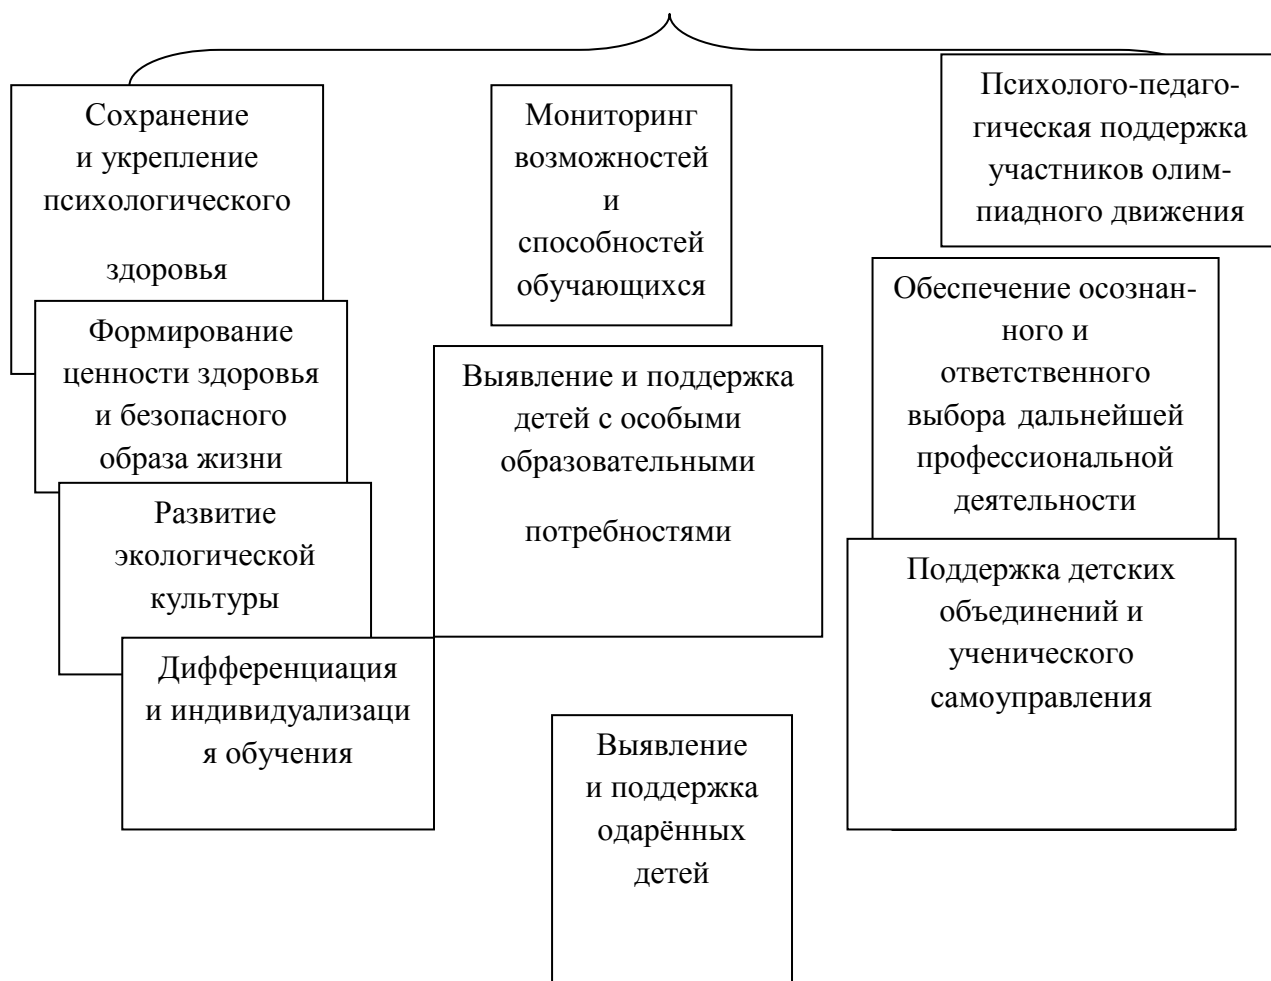 Сохранение
и укрепление
психологического
здоровья
Формирование
ценности здоровья
и безопасного
образа жизни
Развитие
экологической
культуры
Дифференциация
и индивидуализаци
я обучения
Мониторинг
возможностей
и
способностей
обучающихся
Выявление и поддержка
детей с особыми
образовательными
потребностями
Выявление
и поддержка
одарённых
детей
Психолого-педаго-
гическая поддержка
участников олим-
пиадного движения
Обеспечение осознан-
ного и
ответственного
выбора дальнейшей
профессиональной
деятельности
Поддержка детских
объединений и
ученического
самоуправления